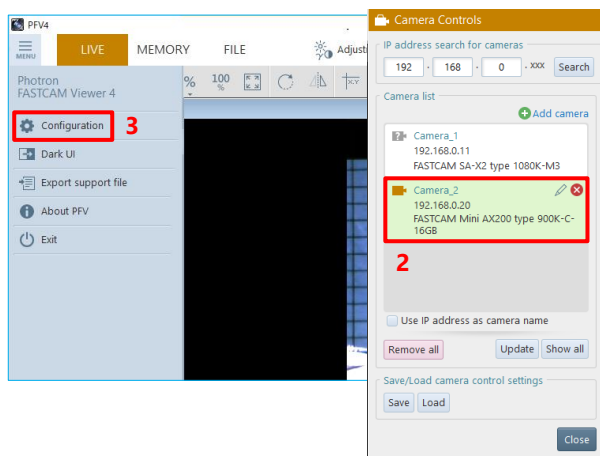 PFV4
MENU
LIVE
MEMORY
FILE
Adjusti
Photron
FASTCAM Viewer 4
%
100
%
X.Y
Configuration
3
Dark UI
Export support file
About PFV
Exit
Camera Controls
IP address search for cameras
192 . 168 . 0 . xxx Search
Camera list
Add camera
Camera_1
192.168.0.11
FASTCAM SA-X2 type 1080K-M3
Camera_2
192.168.0.20
FASTCAM Mini AX200 type 900K-C-
16GB
2
Use IP address as camera name
Remove all Update Show all
Save/Load camera control settings
Save Load
Close